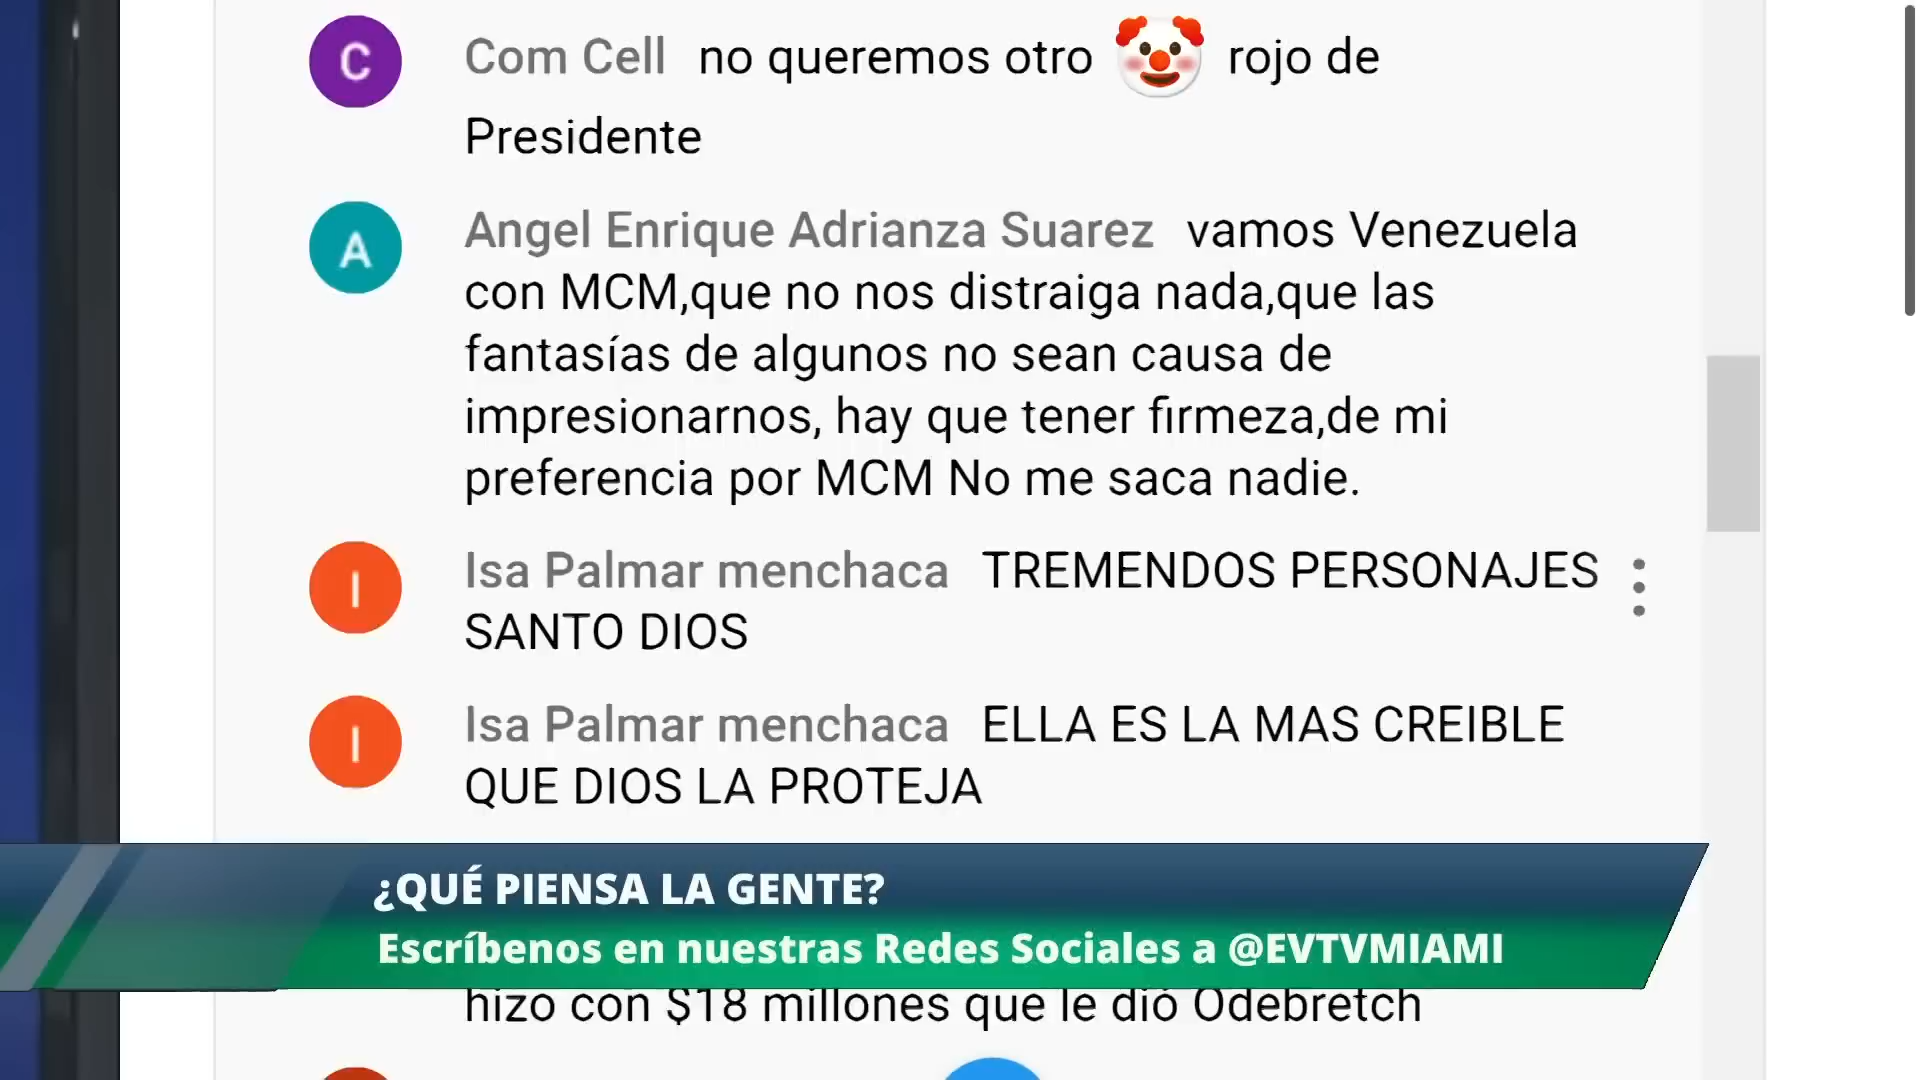 C
Com Cell no queremos otro 🤡 rojo de
Presidente
A
Angel Enrique Adrianza Suarez vamos Venezuela
con MCM,que no nos distraiga nada,que las
fantasías de algunos no sean causa de
impresionarnos, hay que tener firmeza,de mi
preferencia por MCM No me saca nadie.
I
Isa Palmar menchaca TREMENDOS PERSONAJES
SANTO DIOS
I
Isa Palmar menchaca ELLA ES LA MAS CREIBLE
QUE DIOS LA PROTEJA
¿QUÉ PIENSA LA GENTE?
Escríbenos en nuestras Redes Sociales a @EVTVMIAMI
hizo con $18 millones que le dió Odebretch